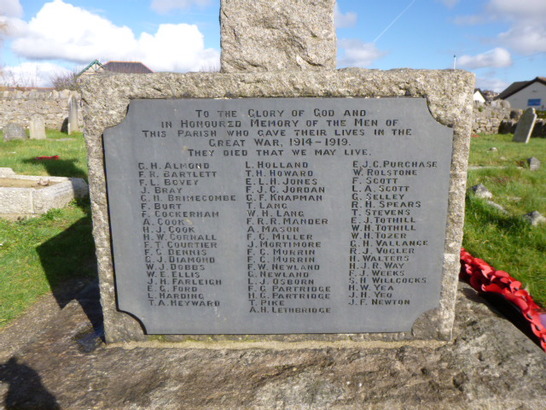 TO THE GLORY OF GOD AND
IN HONOURED MEMORY OF THE MEN OF
THIS PARISH WHO GAVE THEIR LIVES IN THE
GREAT WAR, 1914-1919.
THEY DIED THAT WE MAY LIVE.
C. H. ALMOND
F. H. BARTLETT
F. L. BOVEY
J. BRAY
C. H. BRIMECOMBE
F. BURT
F. COCKERHAM
A. COOK
H. J. COOK
H. W. CORNALL
F. T. COURTIER
F. G. DENNIS
C. J. DIAMOND
W. J. DOBBS
W. E. ELLIS
J. H. FARLEIGH
E. G. FORD
L. HARDING
T. A. HEYWARD
L. HOLLAND
T. H. HOWARD
E. L. H. JONES
F. J. C. JORDAN
G. F. KNAPMAN
T. LANG
W. H. LANG
F. R. R. MANDER
A. MASON
F. C. MILLER
J. MORTIMORE
F. C. MURRIN
F. C. MURRIN
F. W. NEWLAND
G. NEWLAND
L. J. OSBORN
F. G. PARTRIDGE
H. G. PARTRIDGE
T. PIKE
A. H. LETHBRIDGE
E. J. C. PURCHASE
W. ROLSTONE
F. SCOTT
L. A. SCOTT
G. SELLEY
G. H. SPEARS
T. STEVENS
E. J. TOTHILL
W. H. TOTHILL
W. H. TOZER
C. H. VALLANCE
R. J. VOGLER
H. WALTERS
H. J. R. WAY
F. J. WEEKS
S. H. WILLCOCKS
H. W. YEA
J. H. YEO
J. F. NEWTON